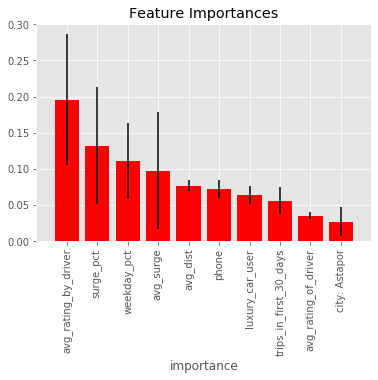 Feature Importances
0.30
0.25
0.20
0.15
0.10
0.05
0.00
avg_rating_by_driver
surge_pct
weekday_pct
avg_surge
avg_dist
phone
luxury_car_user
trips_in_first_30_days
avg_rating_of_driver
city: Astapor
importance